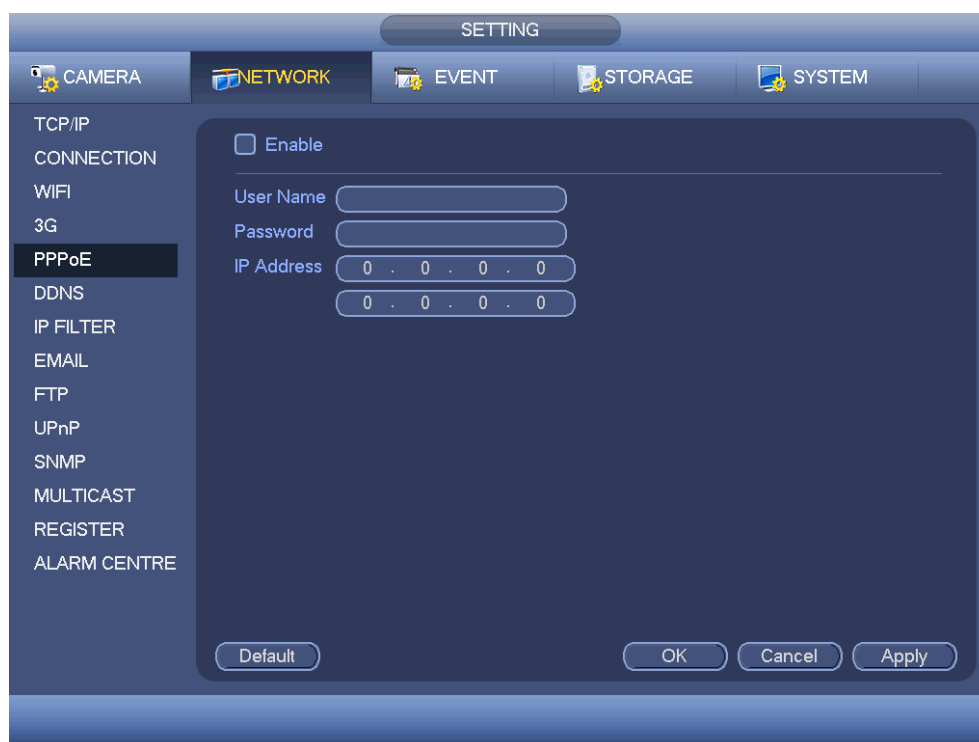 SETTING
CAMERA NETWORK EVENT STORAGE SYSTEM
TCP/IP
CONNECTION
WIFI
3G
PPPoE
DDNS
IP FILTER
EMAIL
FTP
UPnP
SNMP
MULTICAST
REGISTER
ALARM CENTRE
Enable
User Name
Password
IP Address 0 . 0 . 0 . 0
0 . 0 . 0 . 0
Default OK Cancel Apply